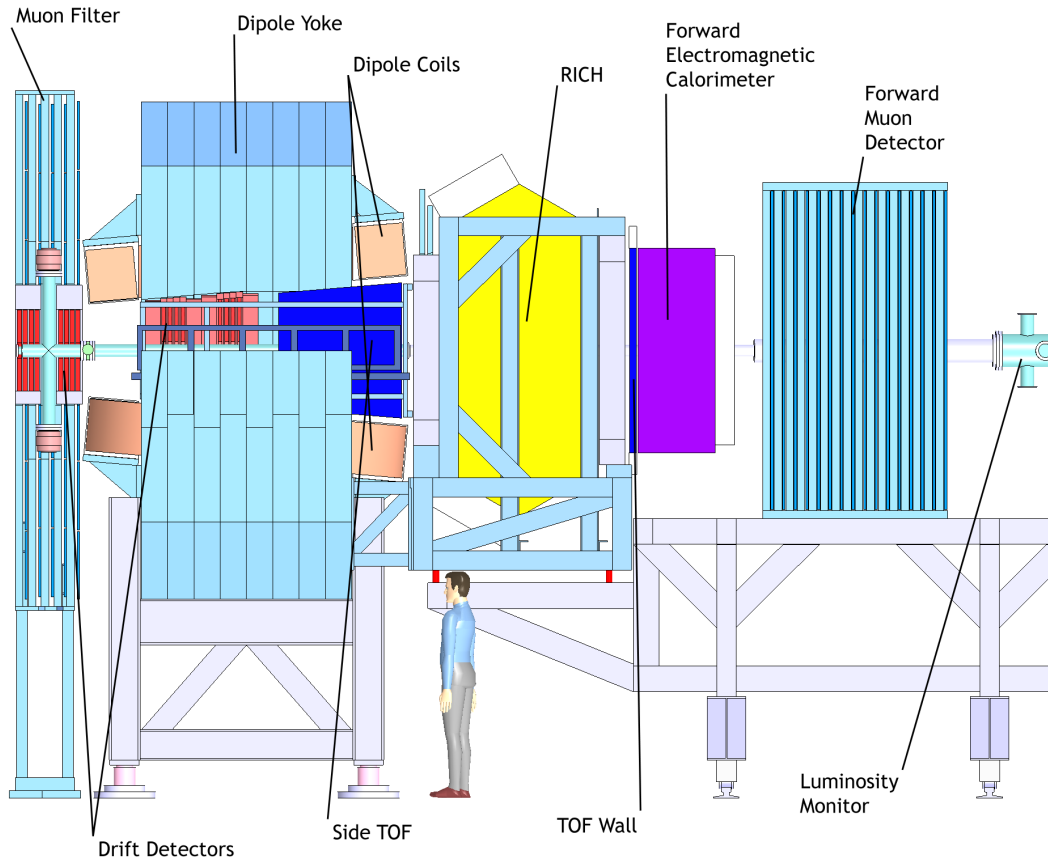 Muon Filter
Dipole Yoke
Dipole Coils
RICH
Forward
Electromagnetic
Calorimeter
Forward
Muon
Detector
Luminosity
Monitor
TOF Wall
Side TOF
Drift Detectors